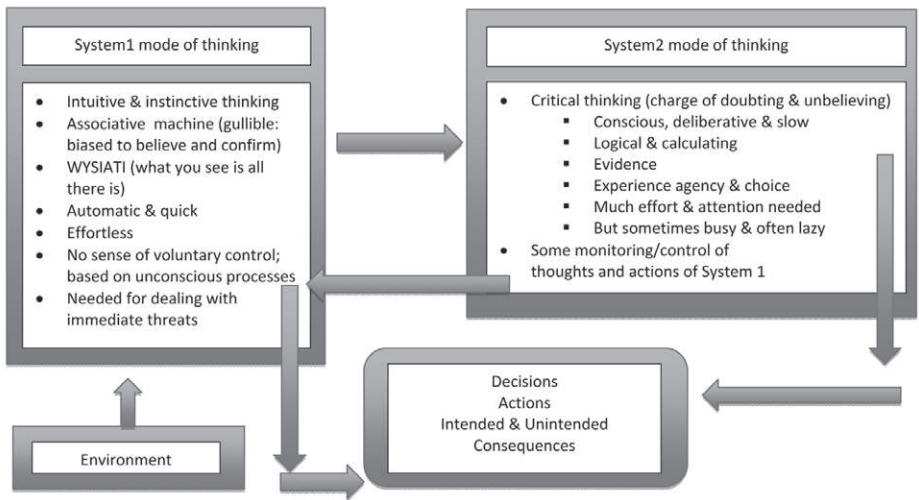 System1 mode of thinking
• Intuitive & instinctive thinking
• Associative machine (gullible:
biased to believe and confirm)
• WYSIATI (what you see is all
there is)
• Automatic & quick
• Effortless
• No sense of voluntary control;
based on unconscious processes
• Needed for dealing with
immediate threats
System2 mode of thinking
• Critical thinking (charge of doubting & unbelieving)
▪ Conscious, deliberative & slow
▪ Logical & calculating
▪ Evidence
▪ Experience agency & choice
▪ Much effort & attention needed
▪ But sometimes busy & often lazy
• Some monitoring/control of
thoughts and actions of System 1
Environment
Decisions
Actions
Intended & Unintended
Consequences